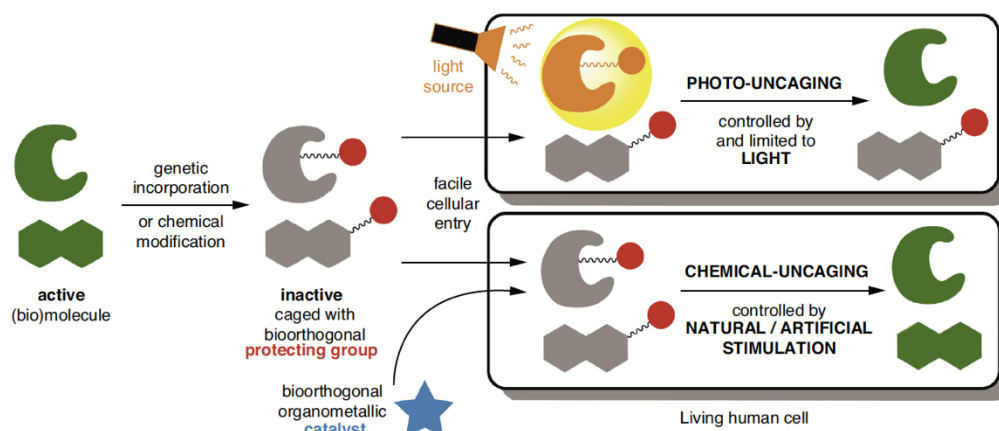 light
source
PHOTO-UNCAGING
controlled by
and limited to
LIGHT
genetic
incorporation
or chemical
modification
facile
cellular
entry
active
(bio)molecule
inactive
caged with
bioorthogonal
protecting group
CHEMICAL-UNCAGING
controlled by
NATURAL / ARTIFICIAL
STIMULATION
bioorthogonal
organometallic
catalyst
Living human cell